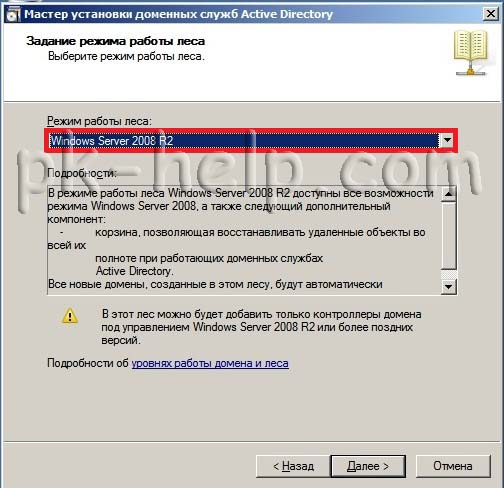 Мастер установки доменных служб Active Directory
Задание режима работы леса
Выберите режим работы леса.
Режим работы леса:
Windows Server 2008 R2
pk-help.com
Подробности:
В режиме работы леса Windows Server 2008 R2 доступны все возможности
режима Windows Server 2008, а также следующий дополнительный
компонент:
- корзина, позволяющая восстанавливать удаленные объекты во
всей их
полноте при работающих доменных службах
Active Directory.
Все новые домены, созданные в этом лесу, будут автоматически
В этот лес можно будет добавить только контроллеры домена
под управлением Windows Server 2008 R2 или более поздних
версий.
Подробности об уровнях работы домена и леса
< Назад
Далее >
Отмена